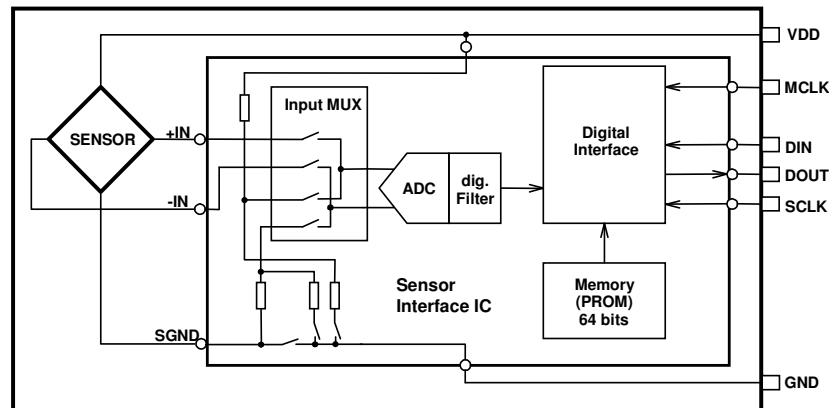 VDD
MCLK
Input MUX
+IN
SENSOR
Digital
Interface
DIN
DOUT
ADC
dig.
Filter
-IN
SCLK
Sensor
Interface IC
Memory
(PROM)
64 bits
SGND
GND